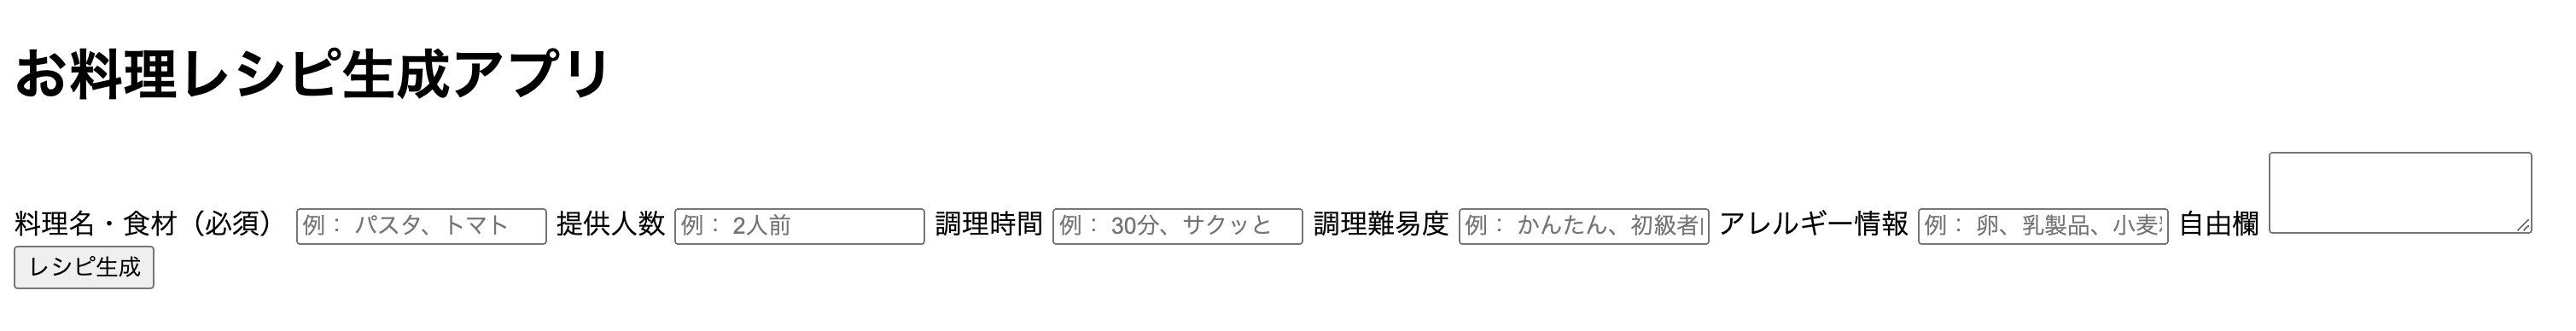 お料理レシピ生成アプリ
料理名・食材（必須） 例： パスタ、トマト 提供人数 例： 2人前 調理時間 例： 30分、サクッと 調理難易度 例： かんたん、初級者 アレルギー情報 例： 卵、乳製品、小麦 自由欄
レシピ生成